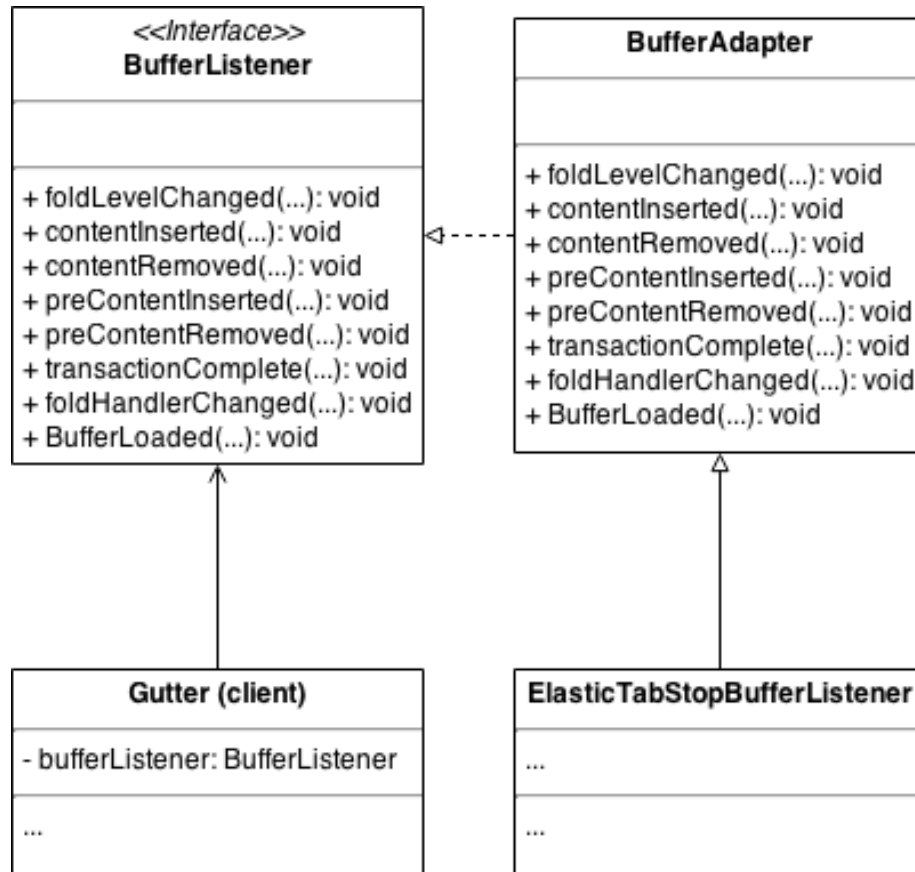 <<Interface>>
BufferListener
+ foldLevelChanged(...): void
+ contentInserted(...): void
+ contentRemoved(...): void
+ preContentInserted(...): void
+ preContentRemoved(...): void
+ transactionComplete(...): void
+ foldHandlerChanged(...): void
+ BufferLoaded(...): void
BufferAdapter
+ foldLevelChanged(...): void
+ contentInserted(...): void
+ contentRemoved(...): void
+ preContentInserted(...): void
+ preContentRemoved(...): void
+ transactionComplete(...): void
+ foldHandlerChanged(...): void
+ BufferLoaded(...): void
Gutter (client)
- bufferListener: BufferListener
...
ElasticTabStopBufferListener
...
...